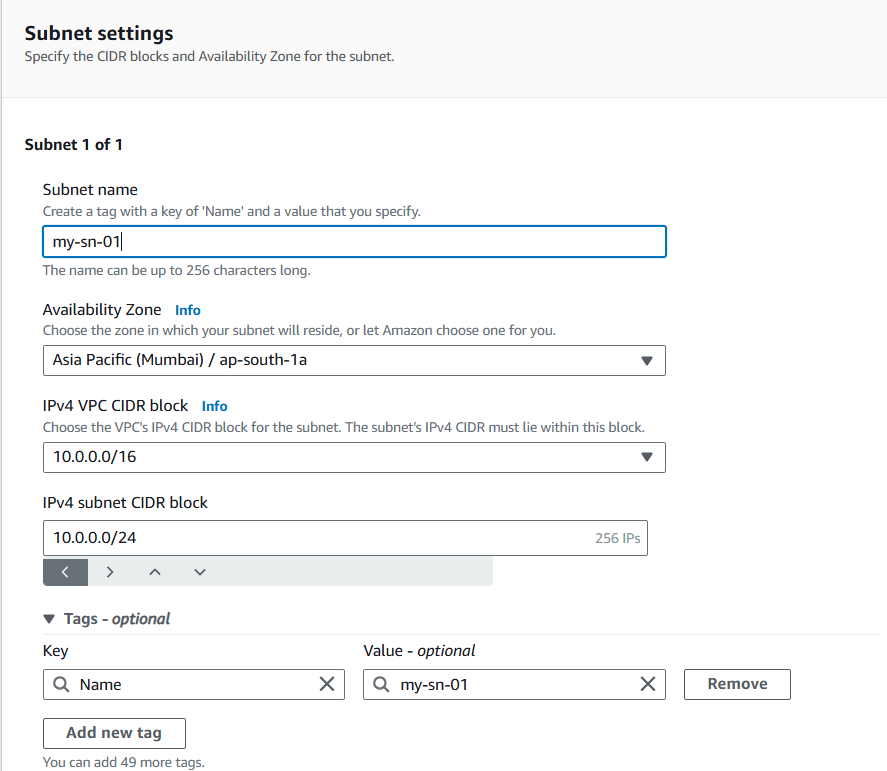 Subnet settings
Specify the CIDR blocks and Availability Zone for the subnet.
Subnet 1 of 1
Subnet name
Create a tag with a key of 'Name' and a value that you specify.
my-sn-01
The name can be up to 256 characters long.
Availability Zone Info
Choose the zone in which your subnet will reside, or let Amazon choose one for you.
Asia Pacific (Mumbai) / ap-south-1a
IPv4 VPC CIDR block Info
Choose the VPC's IPv4 CIDR block for the subnet. The subnet's IPv4 CIDR must lie within this block.
10.0.0.0/16
IPv4 subnet CIDR block
10.0.0.0/24 256 IPs
Tags - optional
Key Value - optional
Name my-sn-01 Remove
Add new tag
You can add 49 more tags.